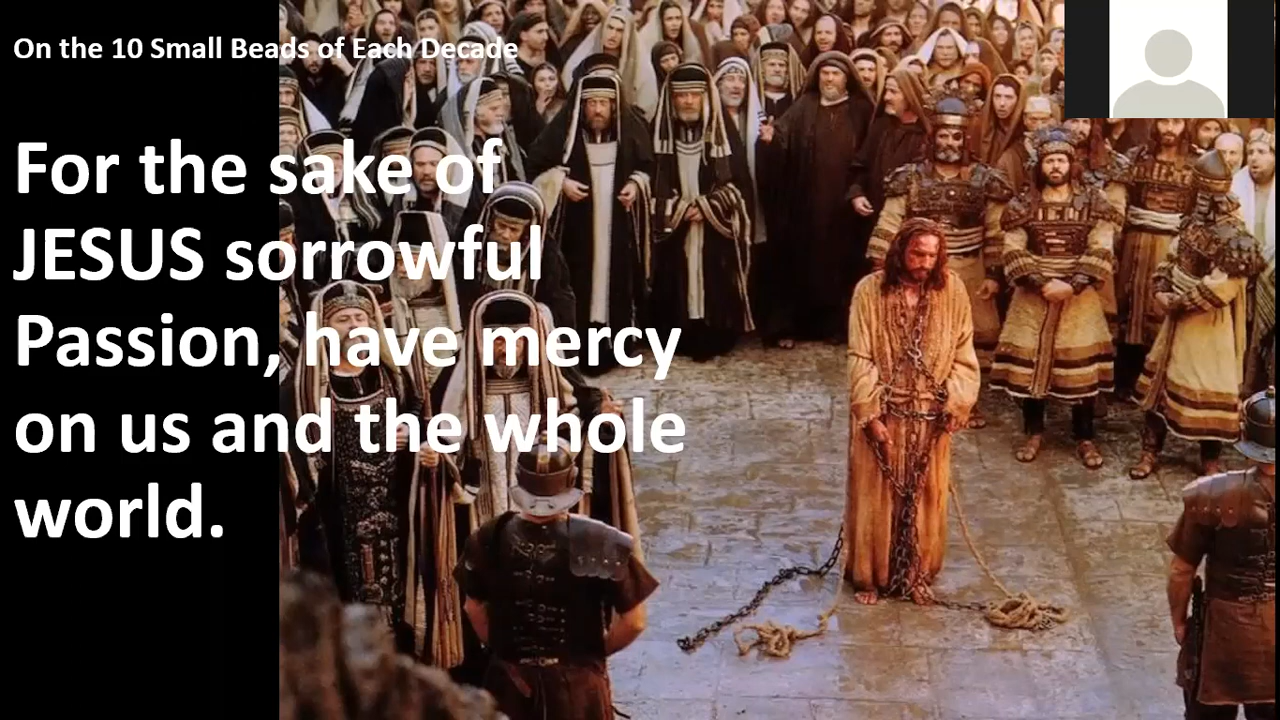 On the 10 Small Beads of Each Decade
For the sake of
JESUS sorrowful
Passion, have mercy
on us and the whole
world.